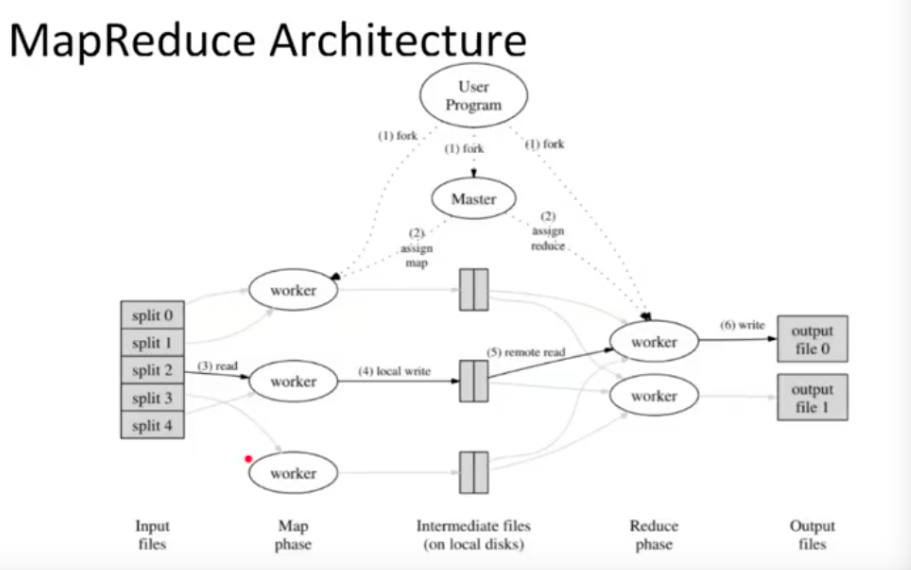 MapReduce Architecture
User
Program
(1) fork
(1) fork
(1) fork
Master
(2)
assign
map
(2)
assign
reduce
worker
split 0
split 1
split 2
split 3
split 4
(3) read
worker
(4) local write
(5) remote read
worker
(6) write
output
file 0
worker
output
file 1
worker
Input
files
Map
phase
Intermediate files
(on local disks)
Reduce
phase
Output
files